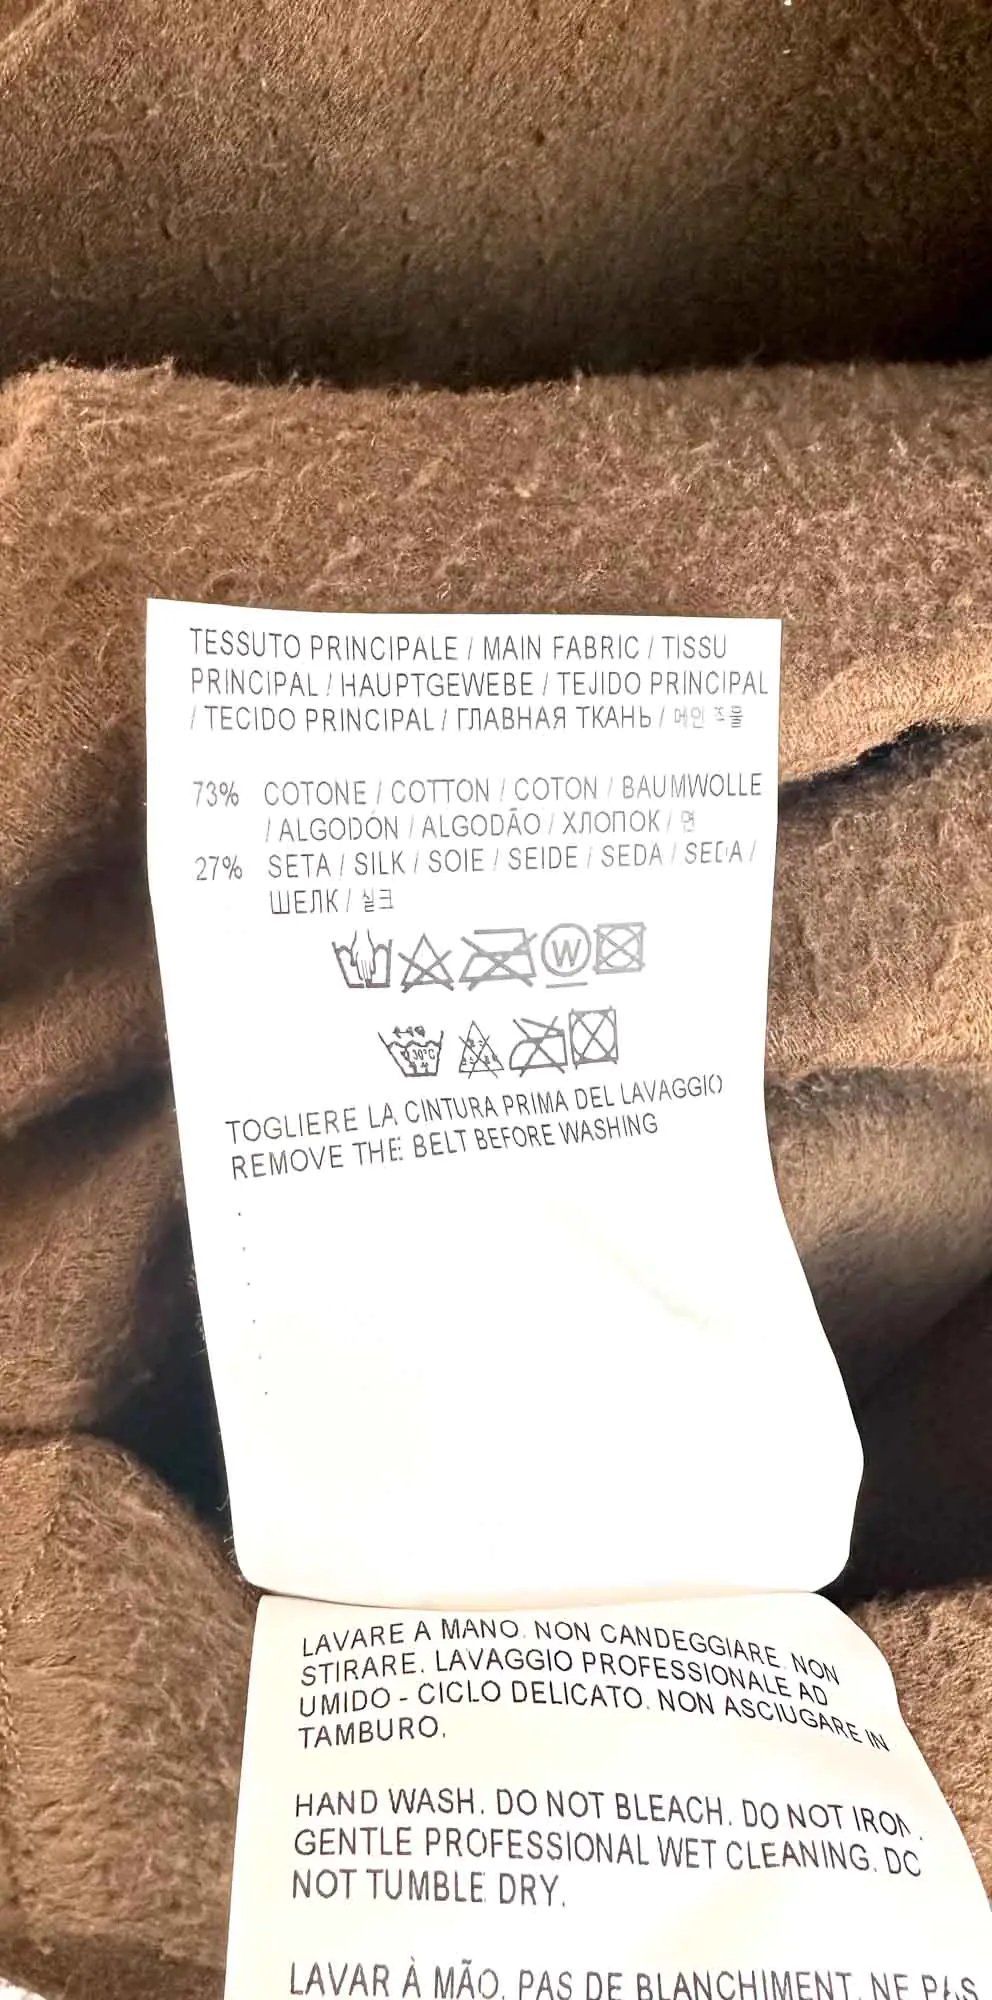 TESSUTO PRINCIPALE / MAIN FABRIC / TISSU
PRINCIPAL / HAUPTGEWEBE / TEJIDO PRINCIPAL
/ TECIDO PRINCIPAL / ГЛАВНАЯ ТКАНЬ / 메인
73% COTONE / COTTON / COTON / BAUMWOLLE
/ ALGODÓN / ALGODÃO / ХЛОПОК / 면
27% SETA / SILK / SOIE / SEIDE / SEDA / SEDA /
ШЕЛК / 실크
W
30°C
TOGLIERE LA CINTURA PRIMA DEL LAVAGGIO
REMOVE THE BELT BEFORE WASHING
LAVARE A MANO. NON CANDEGGIARE. NON
STIRARE. LAVAGGIO PROFESSIONALE AD
UMIDO - CICLO DELICATO. NON ASCIUGARE IN
TAMBURO.
HAND WASH. DO NOT BLEACH. DO NOT IRON.
GENTLE PROFESSIONAL WET CLEANING. DO
NOT TUMBLE DRY.
LAVAR À MÃO. PAS DE BLANCHIMENT. NE PAS